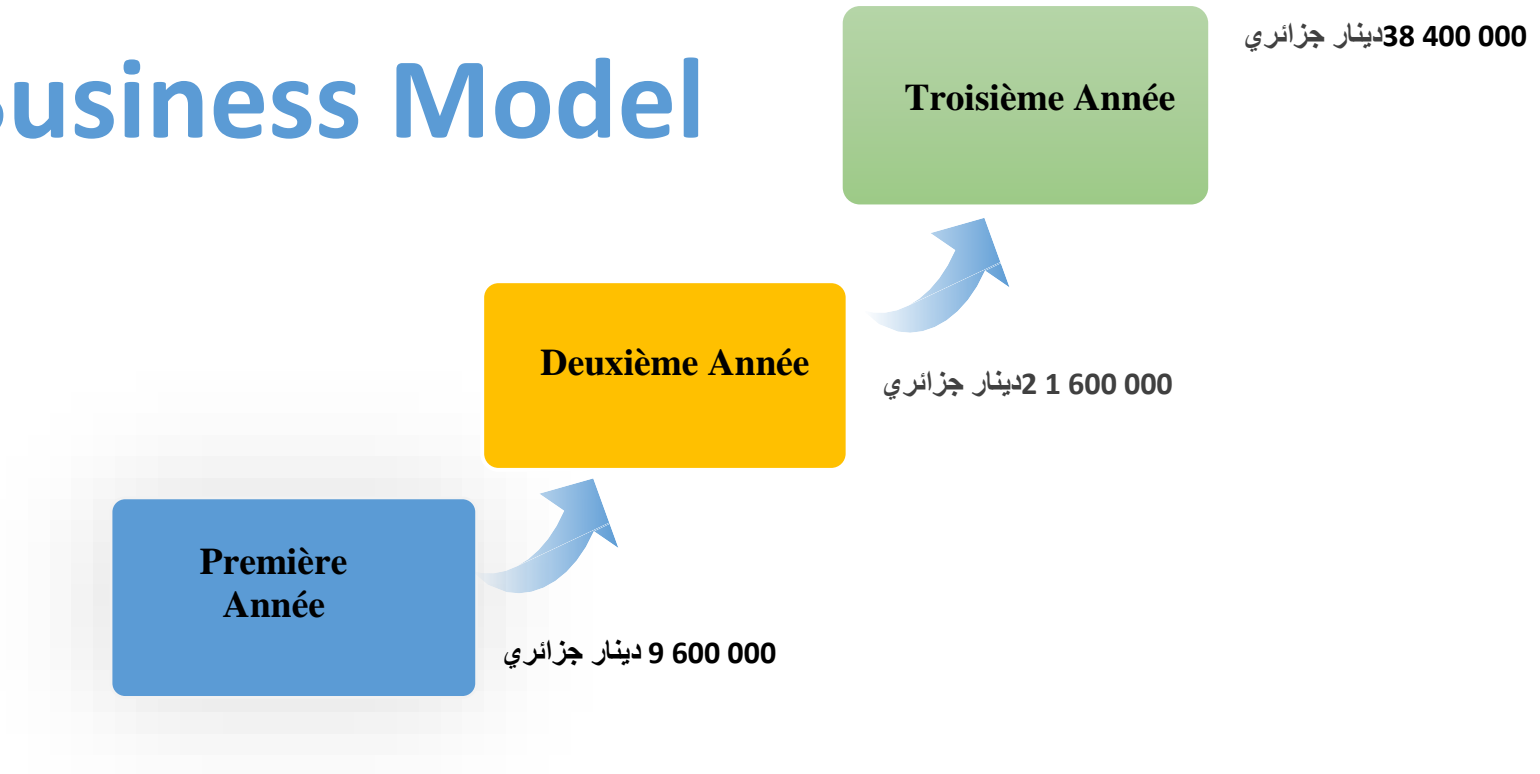 Business Model
Troisième Année
38 400 000دينار جزائري
Deuxième Année
2 1 600 000دينار جزائري
Première
Année
9 600 000 دينار جزائري